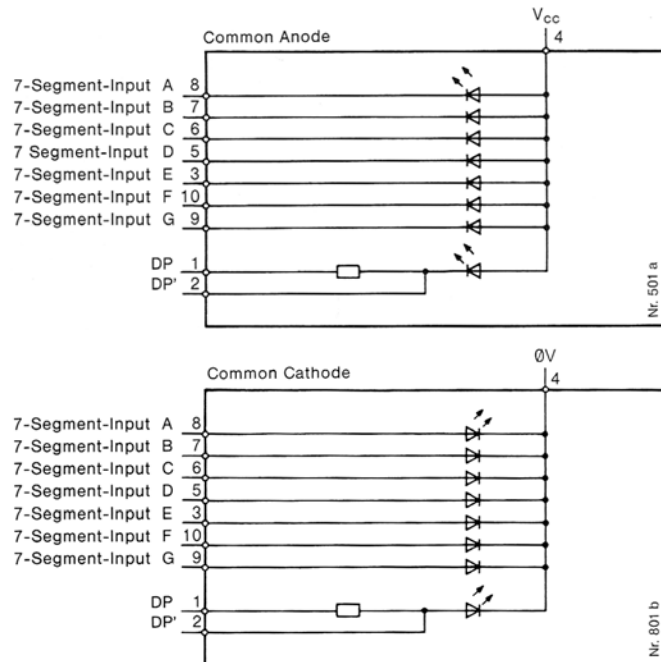 Vcc
4
Common Anode
7-Segment-Input A 8
7-Segment-Input B 7
7-Segment-Input C 6
7 Segment-Input D 5
7-Segment-Input E 3
7-Segment-Input F 10
7-Segment-Input G 9
DP 1
DP' 2
Nr. 501 a
0V
4
Common Cathode
7-Segment-Input A 8
7-Segment-Input B 7
7-Segment-Input C 6
7-Segment-Input D 5
7-Segment-Input E 3
7-Segment-Input F 10
7-Segment-Input G 9
DP 1
DP' 2
Nr. 801 b